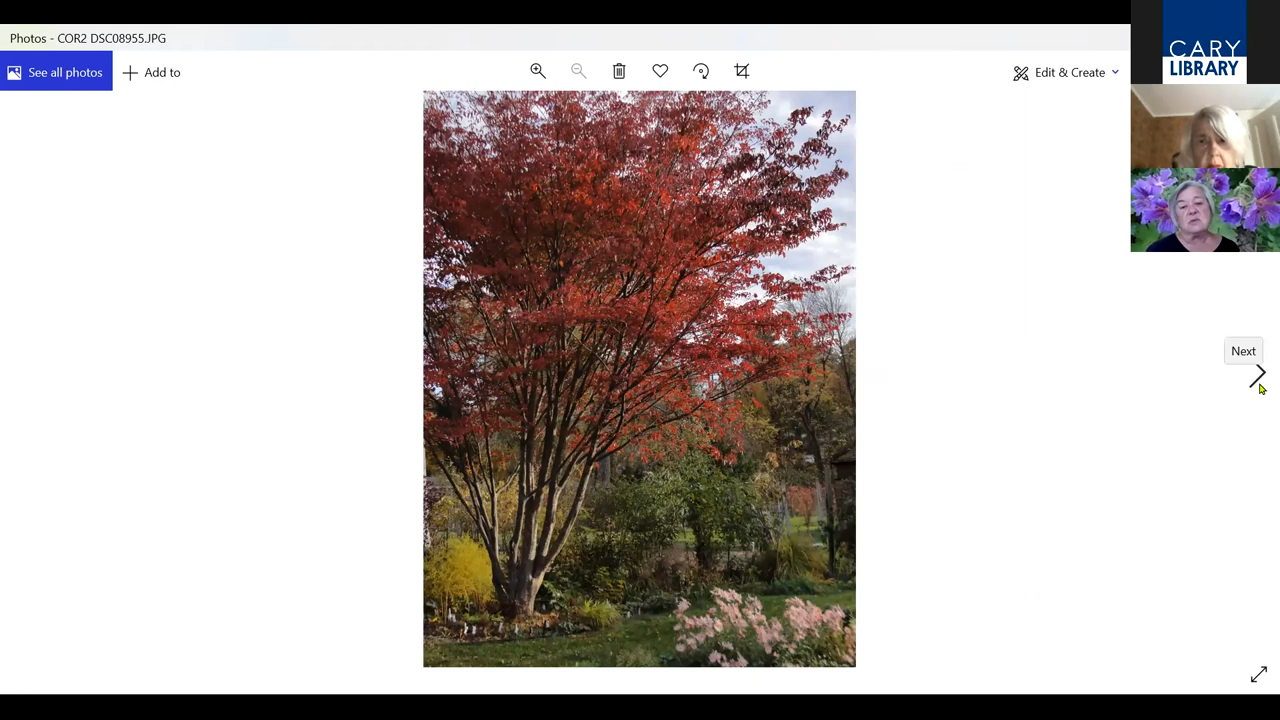 Photos - COR2 DSC08955.JPG
See all photos
Add to
Edit & Create
CARY
LIBRARY
Next